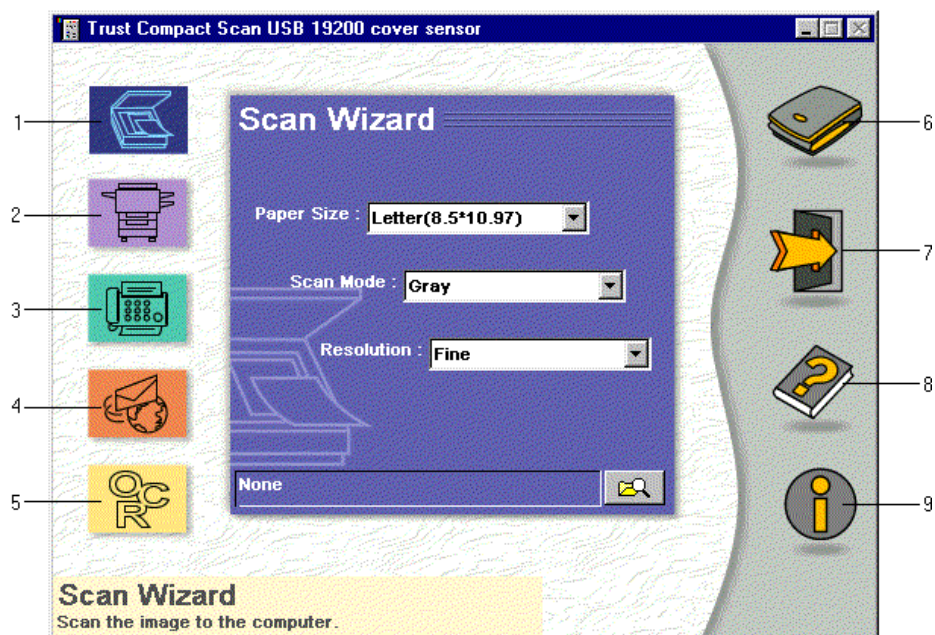 Trust Compact Scan USB 19200 cover sensor
1
2
3
4
5
Scan Wizard
Paper Size : Letter(8.5*10.97)
Scan Mode : Gray
Resolution : Fine
None
OCR
6
7
8
9
Scan Wizard
Scan the image to the computer.